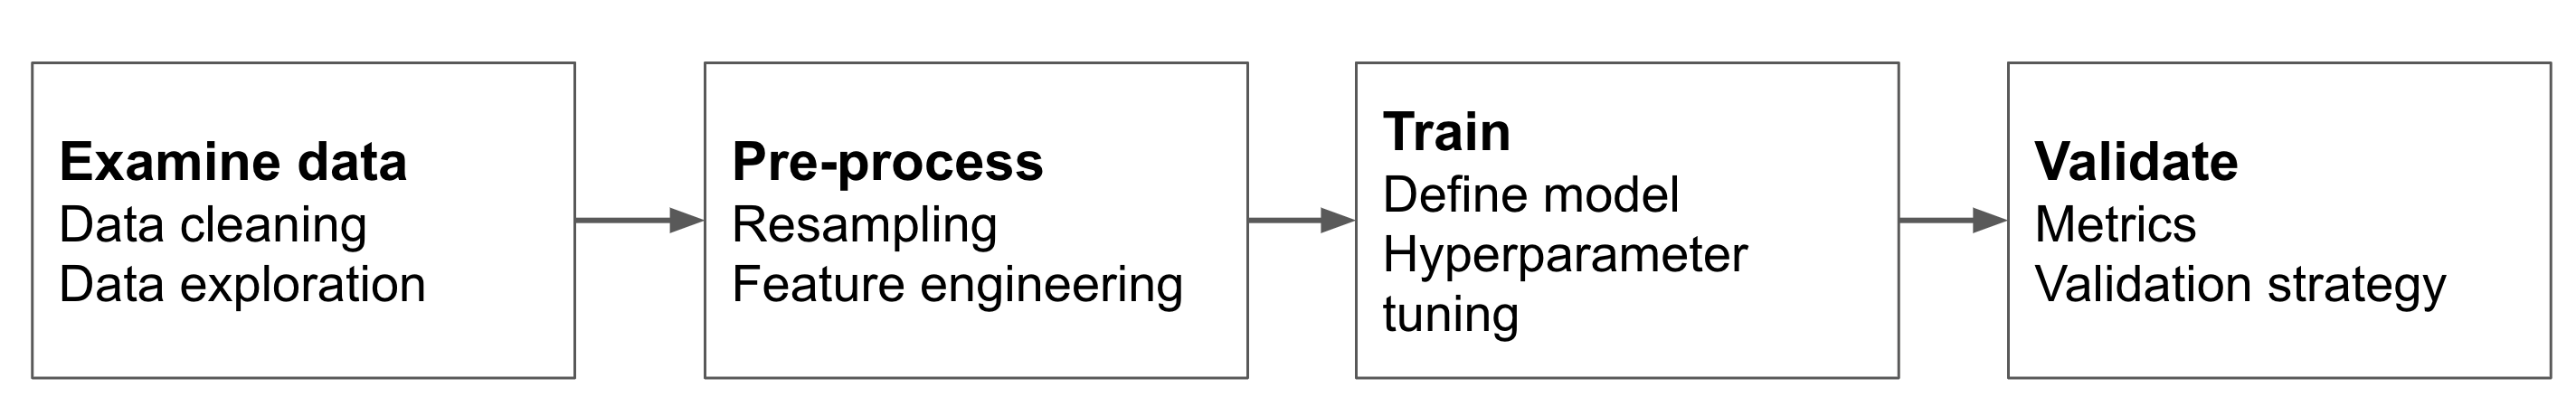 Examine data
Data cleaning
Data exploration
Pre-process
Resampling
Feature engineering
Train
Define model
Hyperparameter
tuning
Validate
Metrics
Validation strategy